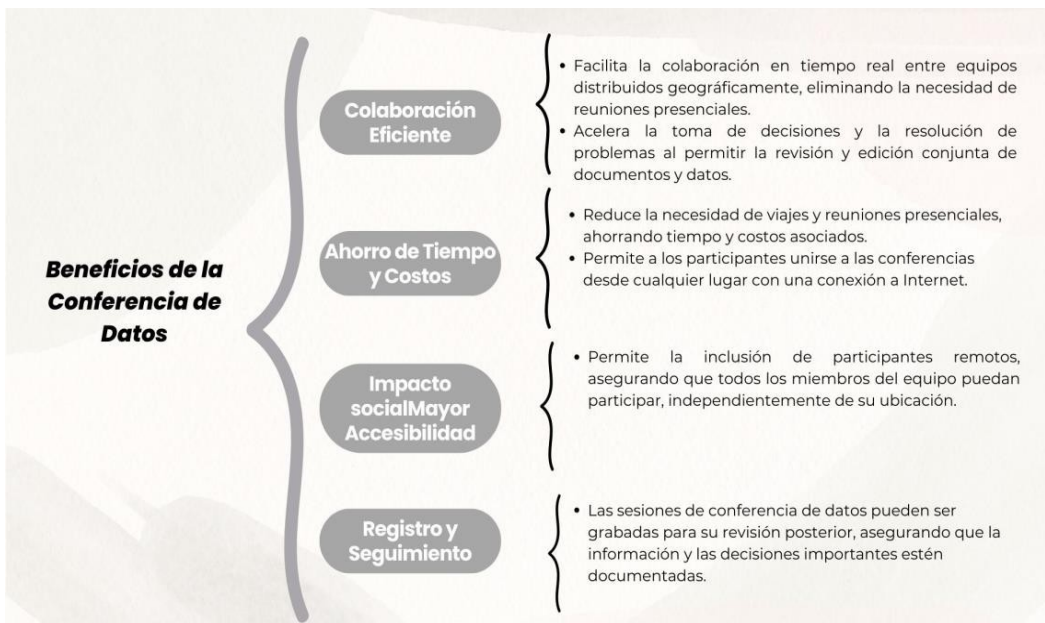 Beneficios de la
Conferencia de
Datos
Colaboración
Eficiente
• Facilita la colaboración en tiempo real entre equipos
distribuidos geográficamente, eliminando la necesidad de
reuniones presenciales.
• Acelera la toma de decisiones y la resolución de
problemas al permitir la revisión y edición conjunta de
documentos y datos.
Ahorro de Tiempo
y Costos
• Reduce la necesidad de viajes y reuniones presenciales,
ahorrando tiempo y costos asociados.
• Permite a los participantes unirse a las conferencias
desde cualquier lugar con una conexión a Internet.
Impacto
socialMayor
Accesibilidad
• Permite la inclusión de participantes remotos,
asegurando que todos los miembros del equipo puedan
participar, independientemente de su ubicación.
Registro y
Seguimiento
• Las sesiones de conferencia de datos pueden ser
grabadas para su revisión posterior, asegurando que la
información y las decisiones importantes estén
documentadas.